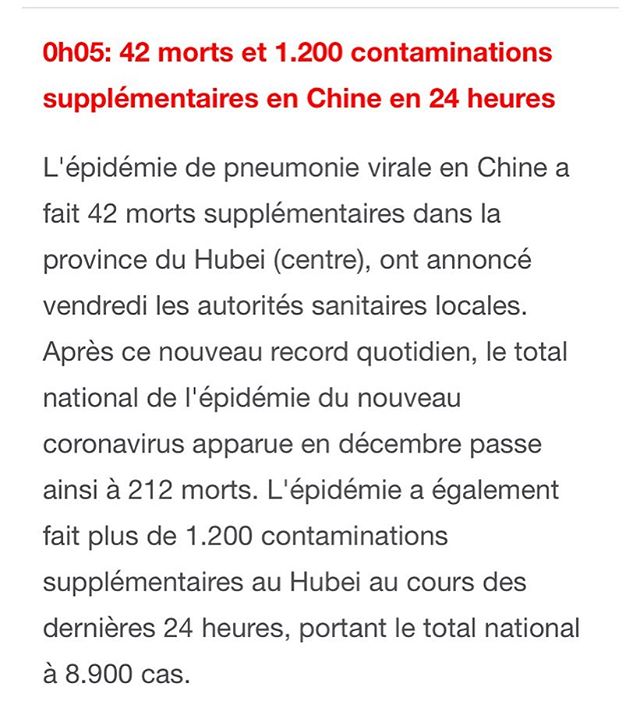 0h05: 42 morts et 1.200 contaminations
supplémentaires en Chine en 24 heures
L'épidémie de pneumonie virale en Chine a
fait 42 morts supplémentaires dans la
province du Hubei (centre), ont annoncé
vendredi les autorités sanitaires locales.
Après ce nouveau record quotidien, le total
national de l'épidémie du nouveau
coronavirus apparue en décembre passe
ainsi à 212 morts. L'épidémie a également
fait plus de 1.200 contaminations
supplémentaires au Hubei au cours des
dernières 24 heures, portant le total national
à 8.900 cas.